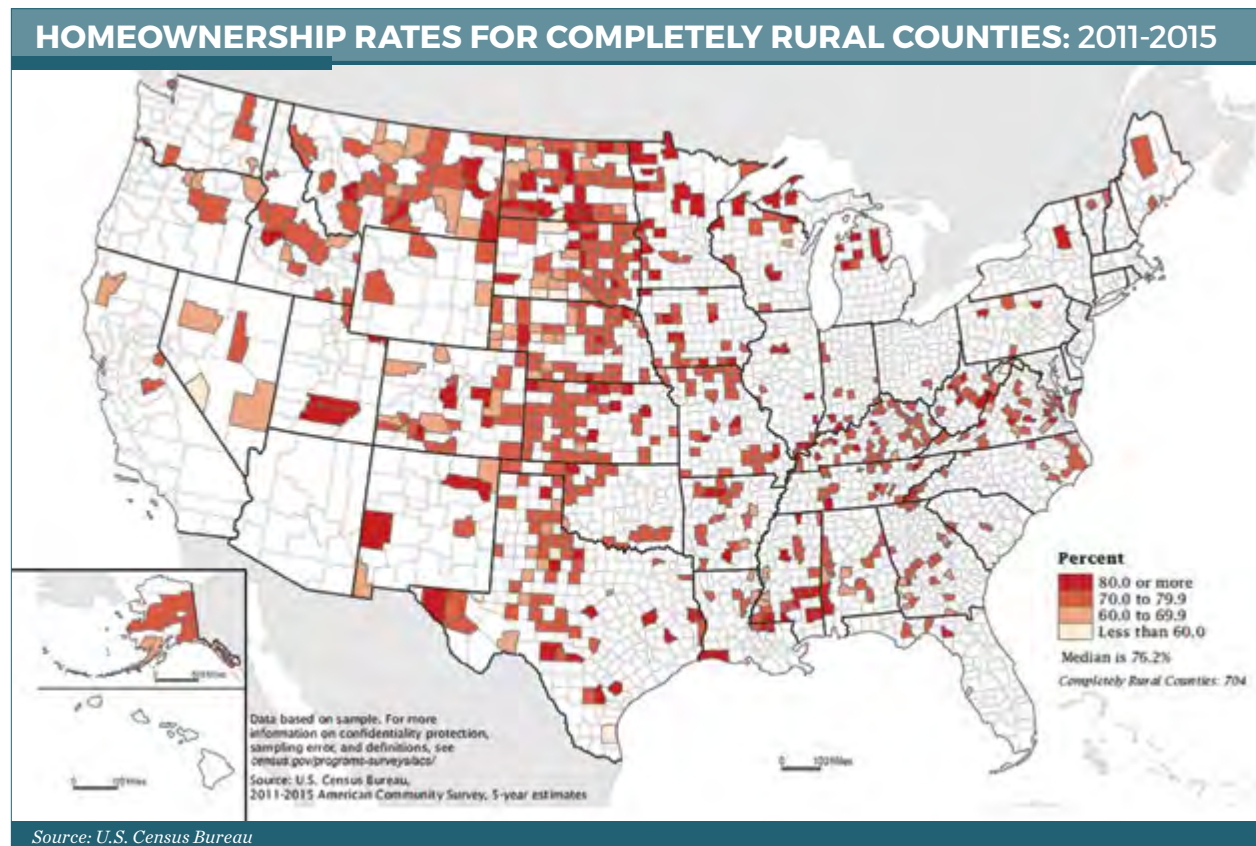 HOMEOWNERSHIP RATES FOR COMPLETELY RURAL COUNTIES: 2011-2015
Percent
80.0 or more
70.0 to 79.9
60.0 to 69.9
Less than 60.0
Median is 76.2%
Completely Rural Counties: 704
Data based on sample. For more
information on confidentiality protection,
sampling error, and definitions, see
census.gov/programs-surveys/acs/
Source: U.S. Census Bureau,
2011-2015 American Community Survey, 5-year estimates
100 Miles
100 Miles
Source: U.S. Census Bureau